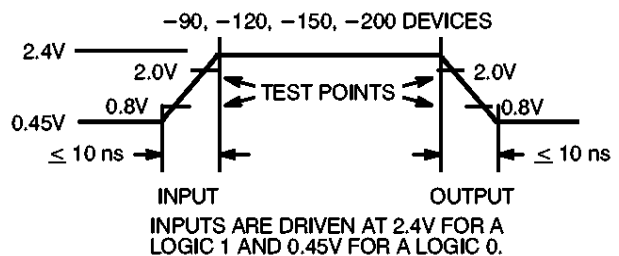 −90, −120, −150, −200 DEVICES
2.4V
2.0V 2.0V
TEST POINTS
0.8V 0.8V
0.45V
≤ 10 ns ≤ 10 ns
INPUT OUTPUT
INPUTS ARE DRIVEN AT 2.4V FOR A
LOGIC 1 AND 0.45V FOR A LOGIC 0.